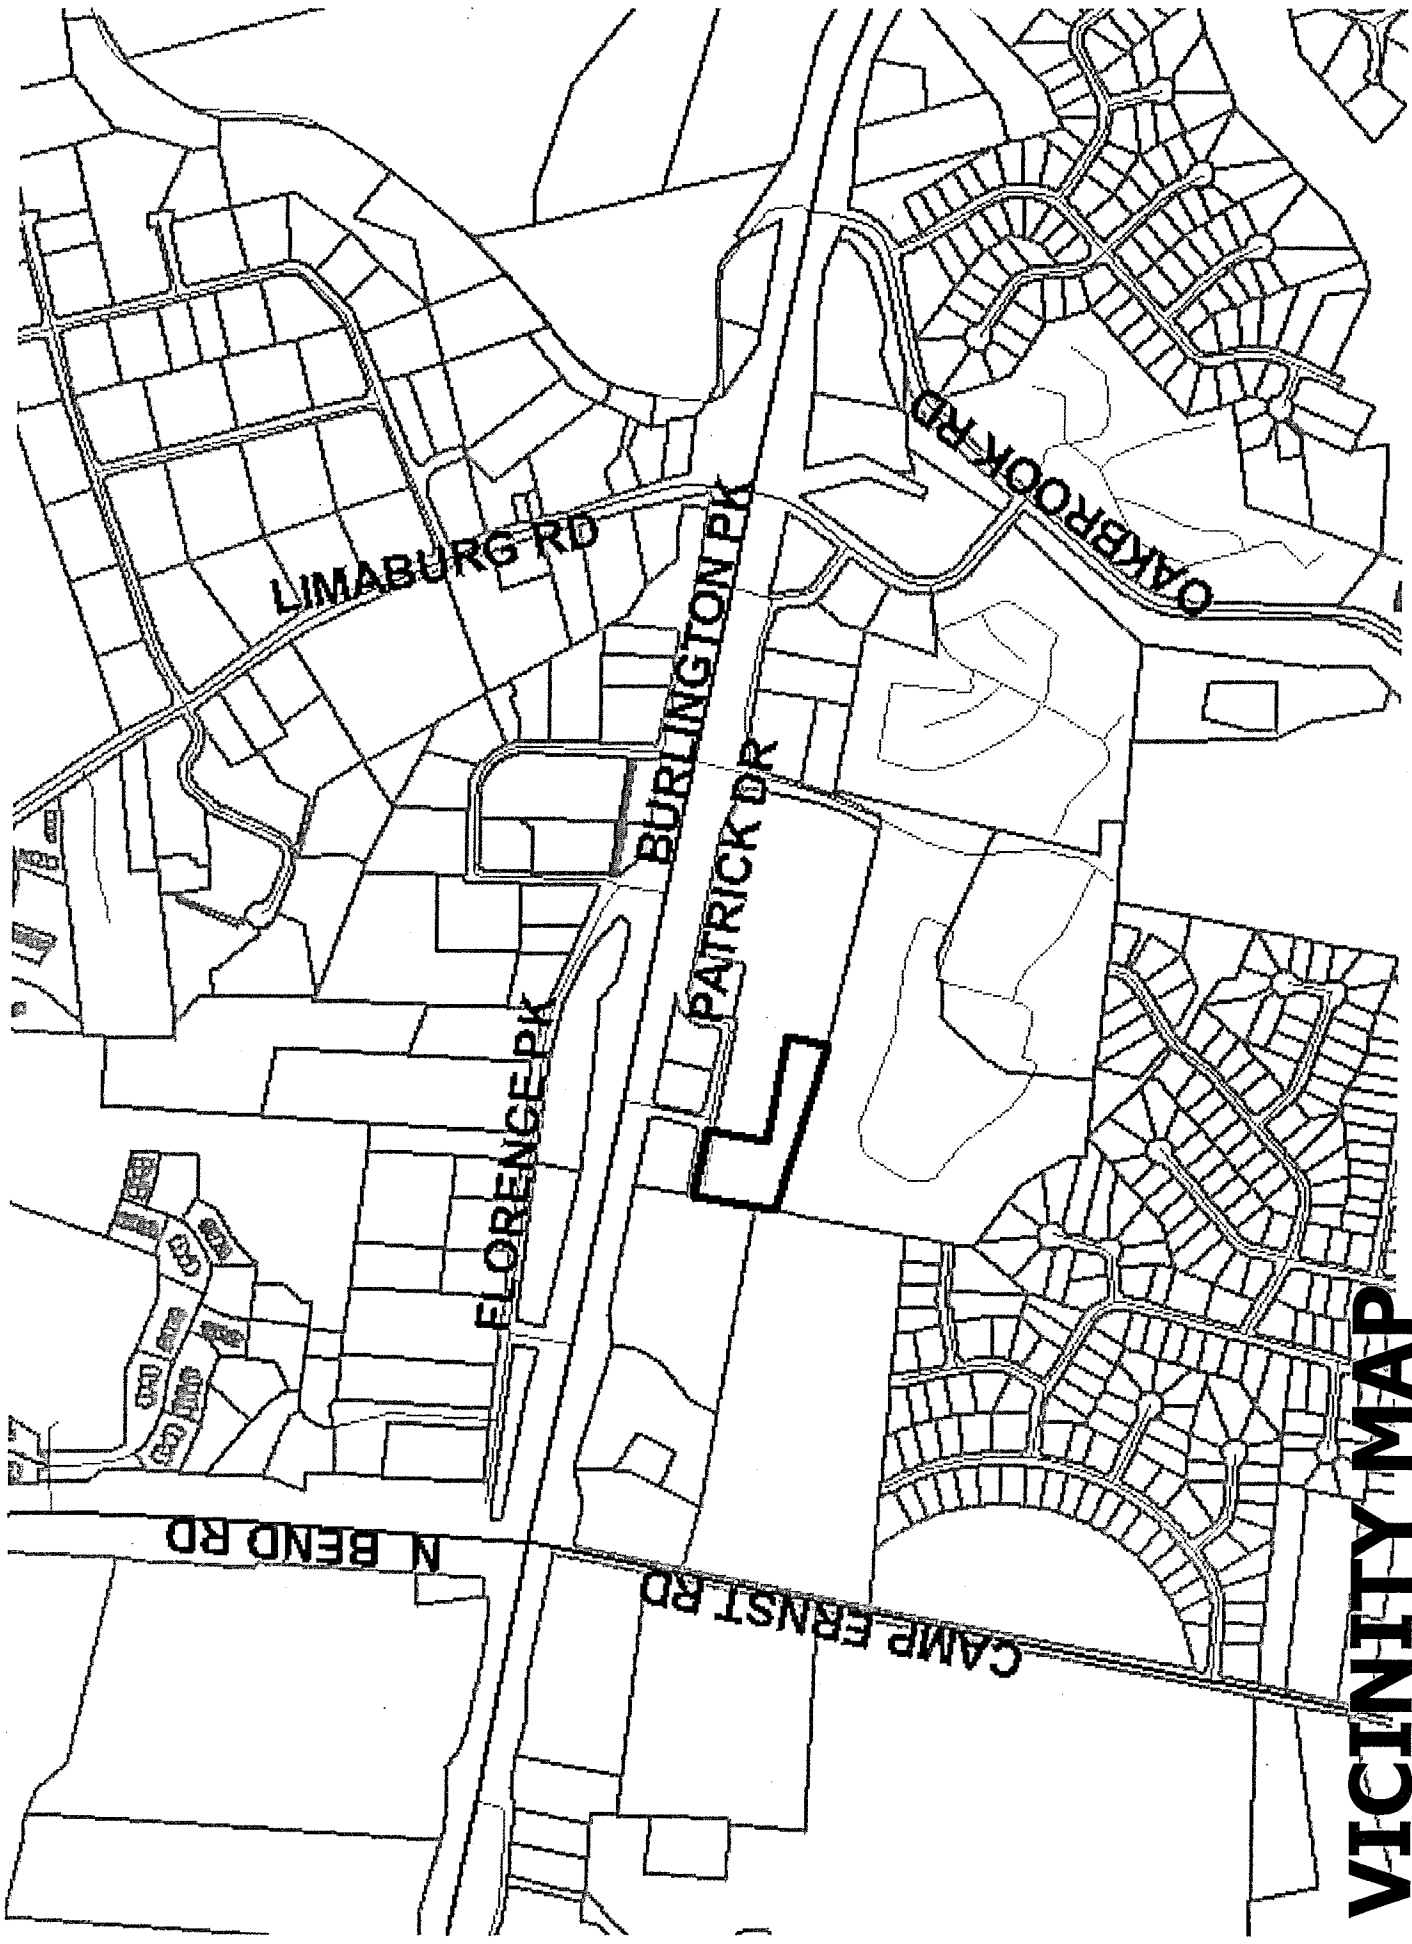 LIMABURG RD
BURLINGTON PK
OAKBROOK RD
PATRICK DR
FLORENCE PK
N BEND RD
CAMP ERNST RD
VICINITY MAP